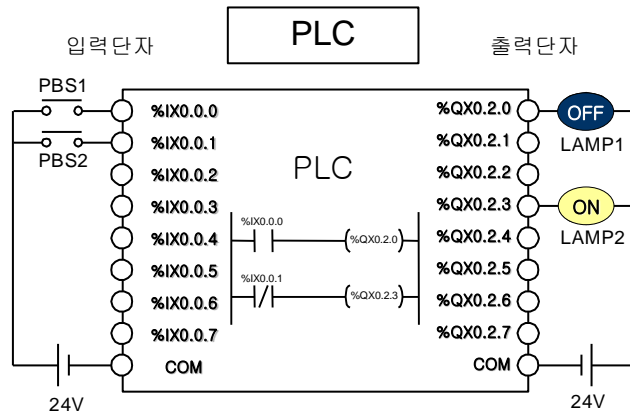 PLC
입력단자
출력단자
PBS1
PBS2
%IX0.0.0
%IX0.0.1
%IX0.0.2
%IX0.0.3
%IX0.0.4
%IX0.0.5
%IX0.0.6
%IX0.0.7
COM
24V
PLC
%IX0.0.0
%QX0.2.0
%IX0.0.1
%QX0.2.3
%QX0.2.0
%QX0.2.1
%QX0.2.2
%QX0.2.3
%QX0.2.4
%QX0.2.5
%QX0.2.6
%QX0.2.7
COM
OFF
LAMP1
ON
LAMP2
24V